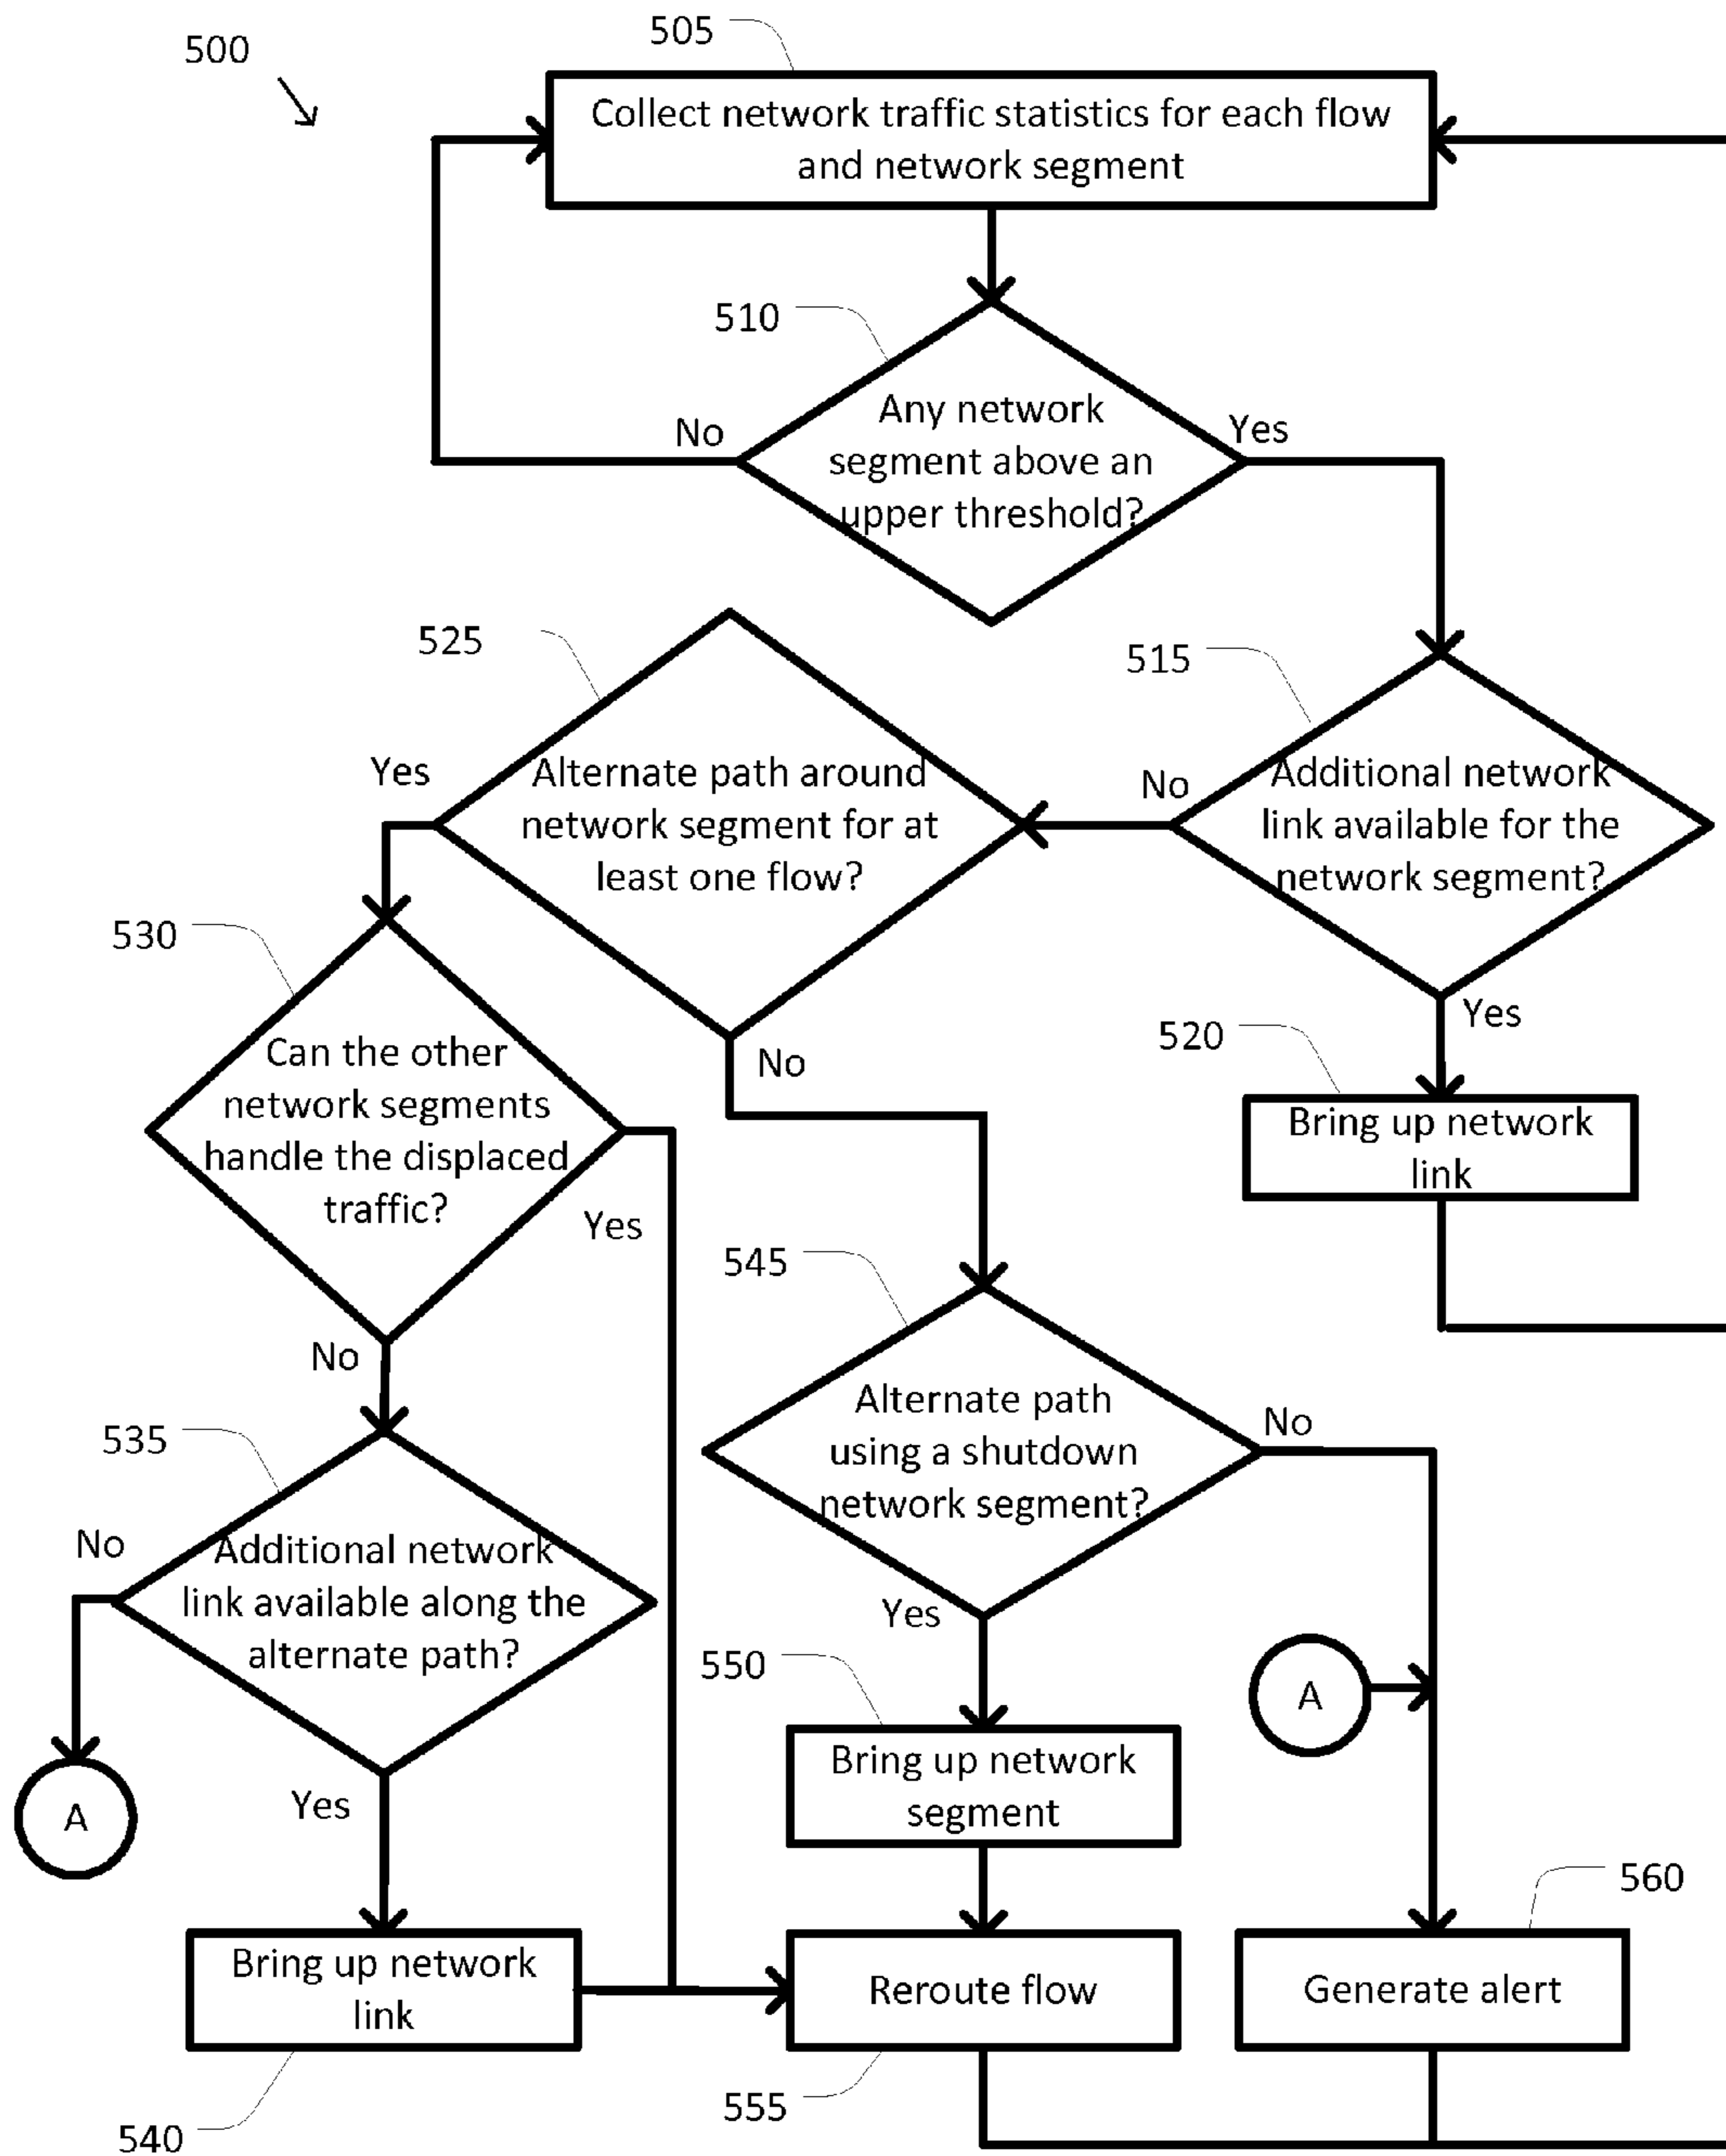 500
505
Collect network traffic statistics for each flow
and network segment
510
Any network
segment above an
upper threshold?
No
Yes
525
515
Alternate path around
network segment for at
least one flow?
Yes
No
Additional network
link available for the
network segment?
No
Yes
530
Can the other
network segments
handle the displaced
traffic?
Yes
No
520
Bring up network
link
545
Alternate path
using a shutdown
network segment?
No
Yes
535
Additional network
link available along the
alternate path?
No
Yes
A
550
Bring up network
segment
A
560
Bring up network
link
Reroute flow
Generate alert
540
555